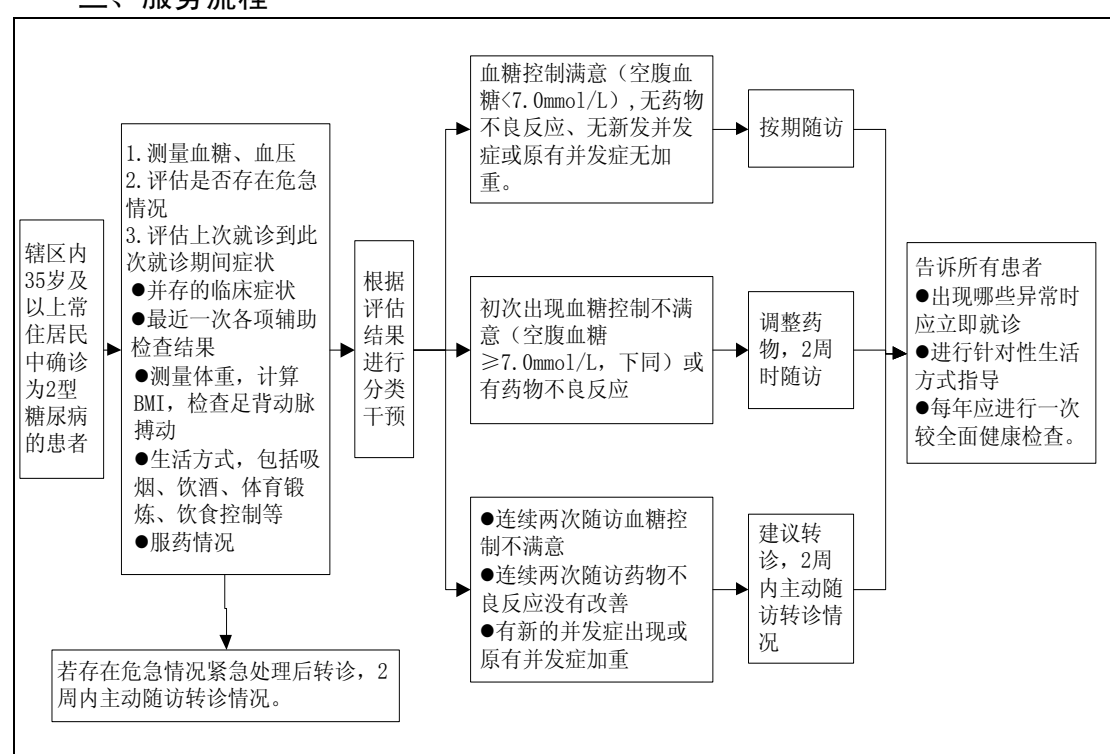 二、服务流程
辖区内
35岁及
以上常
住居民
中确诊
为2型
糖尿病
的患者
1.测量血糖、血压
2.评估是否存在危急
情况
3.评估上次就诊到此
次就诊期间症状
●并存的临床症状
●最近一次各项辅助
检查结果
●测量体重，计算
BMI，检查足背动脉
搏动
●生活方式，包括吸
烟、饮酒、体育锻
炼、饮食控制等
●服药情况
若存在危急情况紧急处理后转诊，2
周内主动随访转诊情况。
根据
评估
结果
进行
分类
干预
血糖控制满意（空腹血
糖<7.0mmol/L）,无药物
不良反应、无新发并发
症或原有并发症无加
重。
按期随访
初次出现血糖控制不满
意（空腹血糖
≥7.0mmol/L，下同）或
有药物不良反应
调整药
物，2周
时随访
●连续两次随访血糖控
制不满意
●连续两次随访药物不
良反应没有改善
●有新的并发症出现或
原有并发症加重
建议转
诊，2周
内主动随
访转诊情
况
告诉所有患者
●出现哪些异常时
应立即就诊
●进行针对性生活
方式指导
●每年应进行一次
较全面健康检查。